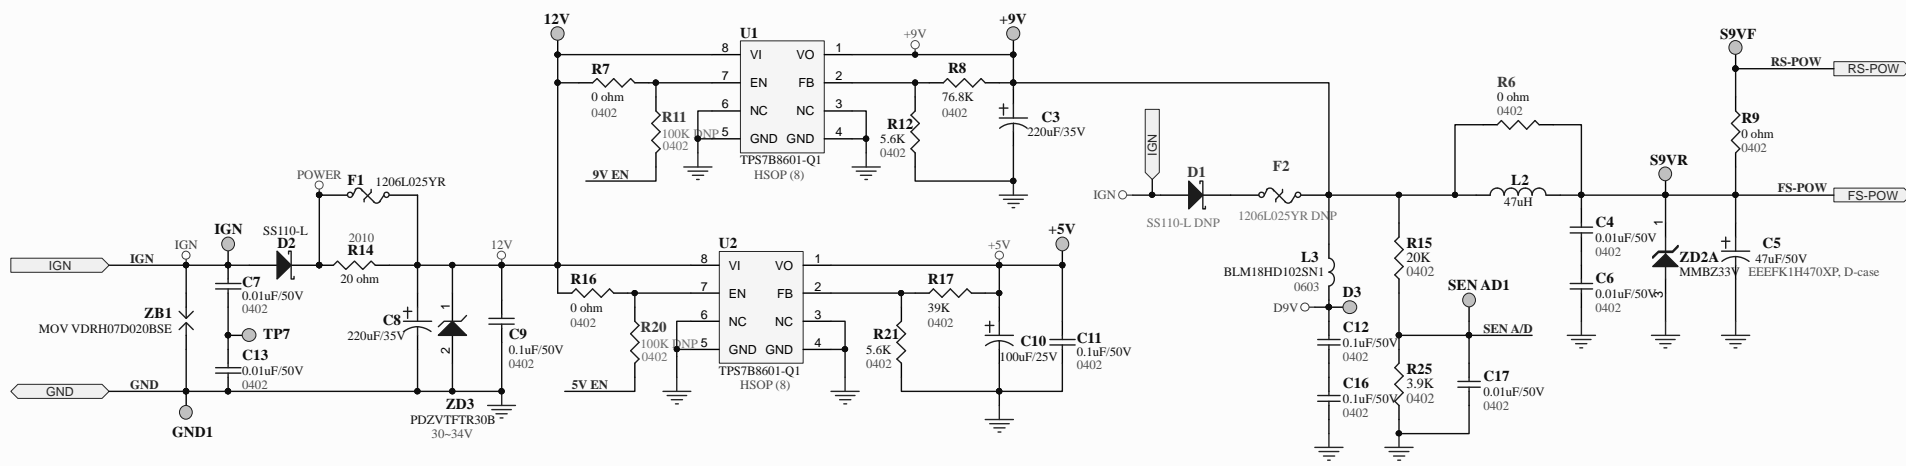 12V
U1
8 VI VO 1
7 EN FB 2
6 NC NC 3
5 GND GND 4
TPS7B8601-Q1
HSOP (8)
R7
0 ohm
0402
R11
100K DNP
0402
9V EN
+9V
+9V
R8
76.8K
0402
R12
5.6K
0402
C3
220uF/35V
IGN
IGN
GND
GND
IGN
IGN
ZB1
MOV VDRH07D020BSE
GND1
C7
0.01uF/50V
0402
TP7
C13
0.01uF/50V
0402
SS110-L
D2
POWER
F1
1206L025YR
2010
R14
20 ohm
C8
220uF/35V
1
2
ZD3
PDZVTFTR30B
30~34V
12V
C9
0.1uF/50V
0402
R16
0 ohm
0402
R20
100K DNP
0402
5V EN
U2
8 VI VO 1
7 EN FB 2
6 NC NC 3
5 GND GND 4
TPS7B8601-Q1
HSOP (8)
R17
39K
0402
R21
5.6K
0402
+5V
+5V
C10
100uF/25V
C11
0.1uF/50V
0402
IGN
IGN
D1
SS110-L DNP
F2
1206L025YR DNP
L3
BLM18HD102SN1
0603
D9V
D3
C12
0.1uF/50V
0402
C16
0.1uF/50V
0402
R15
20K
0402
R25
3.9K
0402
SEN AD1
SEN A/D
C17
0.01uF/50V
0402
R6
0 ohm
0402
L2
47uH
C4
0.01uF/50V
0402
C6
0.01uF/50V
0402
S9VR
1
3
ZD2A
MMBZ33V
S9VF
RS-POW
RS-POW
R9
0 ohm
0402
FS-POW
FS-POW
C5
47uF/50V
EEEFK1H470XP, D-case